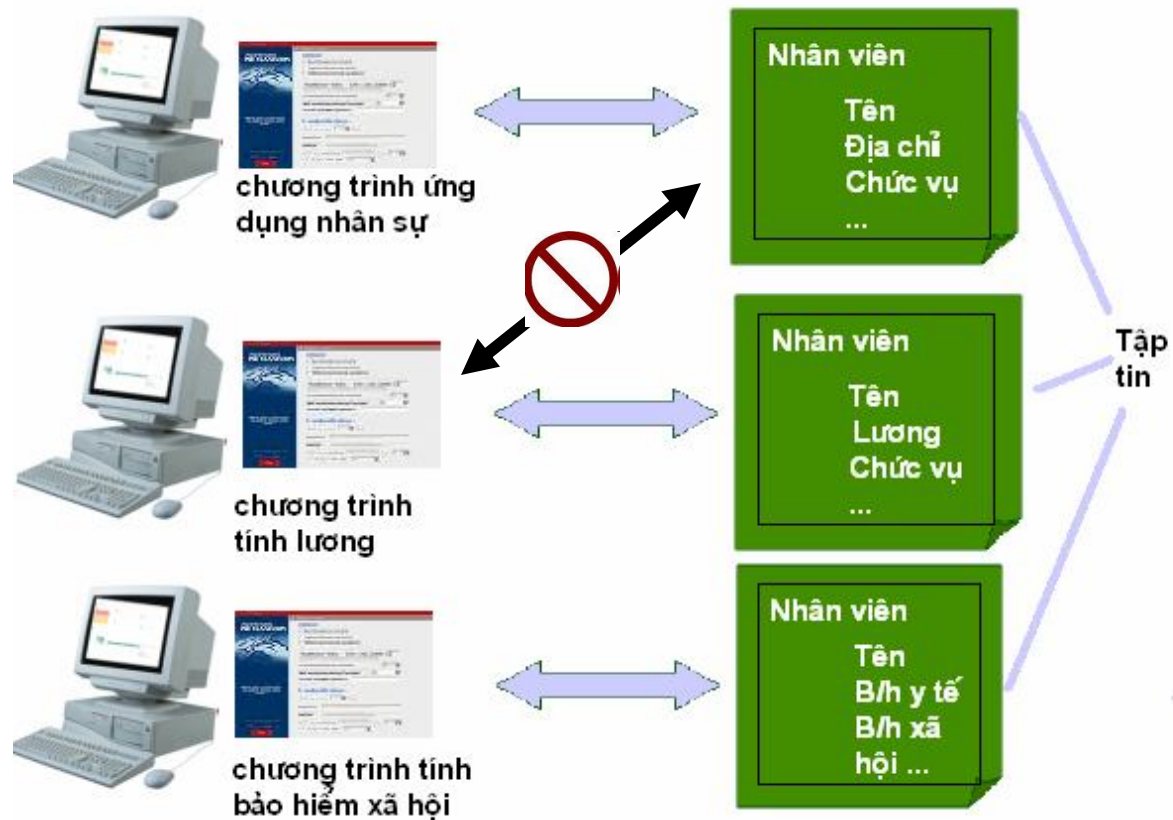 Nhân viên
Tên
Địa chỉ
Chức vụ
...
chương trình ứng
dụng nhân sự
Nhân viên
Tên
Lương
Chức vụ
...
chương trình
tính lương
Tập
tin
Nhân viên
Tên
B/h y tế
B/h xã
hội ...
chương trình tính
bảo hiểm xã hội